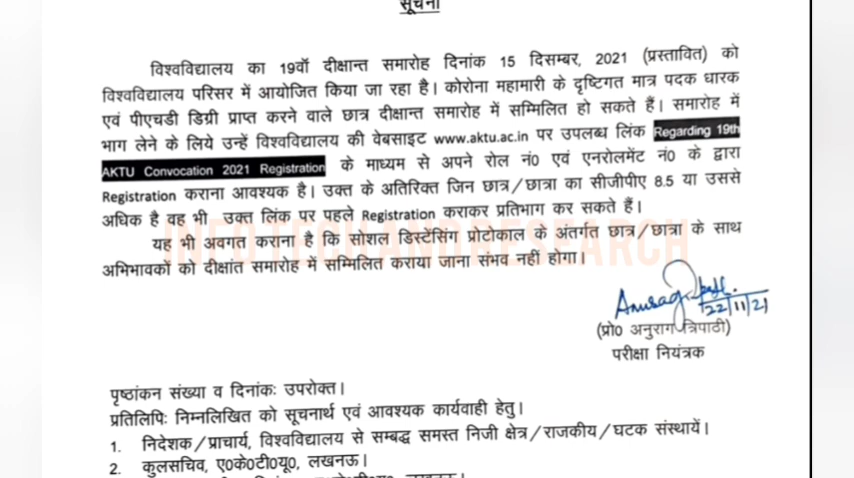 सूचना
विश्वविद्यालय का 19वॉ दीक्षान्त समारोह दिनांक 15 दिसम्बर, 2021 (प्रस्तावित) को
विश्वविद्यालय परिसर में आयोजित किया जा रहा है। कोरोना महामारी के दृष्टिगत मात्र पदक धारक
एवं पीएचडी डिग्री प्राप्त करने वाले छात्र दीक्षान्त समारोह में सम्मिलित हो सकते हैं। समारोह में
भाग लेने के लिये उन्हें विश्वविद्यालय की वेबसाइट www.aktu.ac.in पर उपलब्ध लिंक Regarding 19th
AKTU Convocation 2021 Registration के माध्यम से अपने रोल नं0 एवं एनरोलमेंट नं0 के द्वारा
Registration कराना आवश्यक है। उक्त के अतिरिक्त जिन छात्र/छात्रा का सीजीपीए 8.5 या उससे
अधिक है वह भी उक्त लिंक पर पहले Registration कराकर प्रतिभाग कर सकते हैं।
यह भी अवगत कराना है कि सोशल डिस्टेंसिंग प्रोटोकाल के अंतर्गत छात्र/छात्रा के साथ
अभिभावकों को दीक्षांत समारोह में सम्मिलित कराया जाना संभव नहीं होगा।
INFOTECH AND RESEARCH
22/11/21
(प्रो0 अनुराग त्रिपाठी)
परीक्षा नियंत्रक
पृष्ठांकन संख्या व दिनांकः उपरोक्त।
प्रतिलिपिः निम्नलिखित को सूचनार्थ एवं आवश्यक कार्यवाही हेतु।
1. निदेशक/प्राचार्य, विश्वविद्यालय से सम्बद्ध समस्त निजी क्षेत्र/राजकीय/घटक संस्थायें।
2. कुलसचिव, ए0के0टी0यू0, लखनऊ।